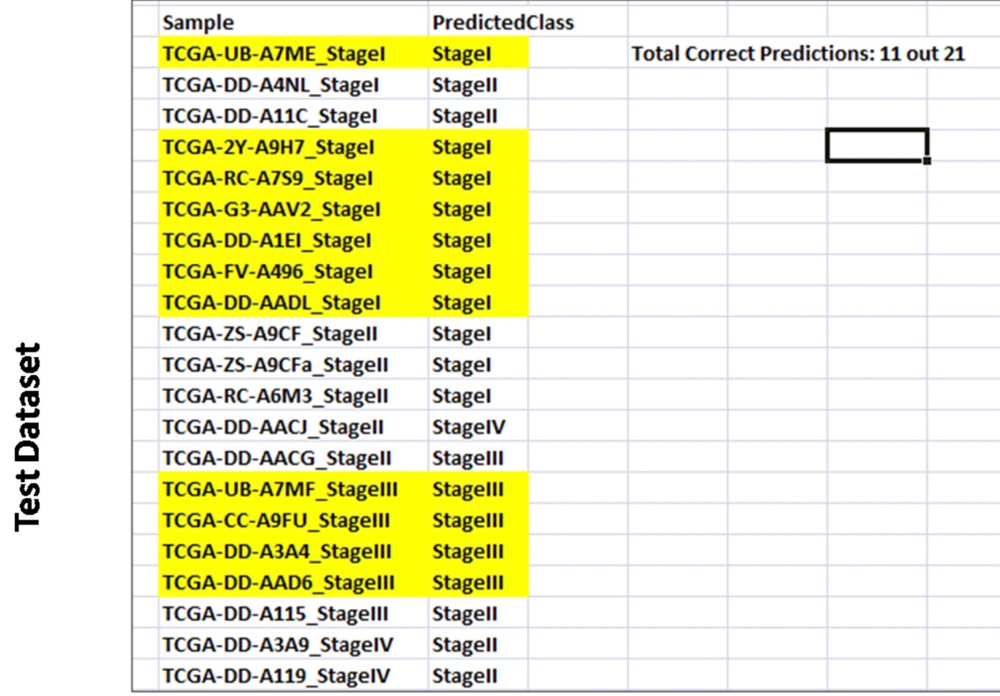 Test Dataset
Sample PredictedClass
TCGA-UB-A7ME_StageI StageI Total Correct Predictions: 11 out 21
TCGA-DD-A4NL_StageI StageII
TCGA-DD-A11C_StageI StageII
TCGA-2Y-A9H7_StageI StageI
TCGA-RC-A7S9_StageI StageI
TCGA-G3-AAV2_StageI StageI
TCGA-DD-A1EI_StageI StageI
TCGA-FV-A496_StageI StageI
TCGA-DD-AADL_StageI StageI
TCGA-ZS-A9CF_StageII StageI
TCGA-ZS-A9CFa_StageII StageI
TCGA-RC-A6M3_StageII StageI
TCGA-DD-AACJ_StageII StageIV
TCGA-DD-AACG_StageII StageIII
TCGA-UB-A7MF_StageIII StageIII
TCGA-CC-A9FU_StageIII StageIII
TCGA-DD-A3A4_StageIII StageIII
TCGA-DD-AAD6_StageIII StageIII
TCGA-DD-A115_StageIII StageII
TCGA-DD-A3A9_StageIV StageII
TCGA-DD-A119_StageIV StageII